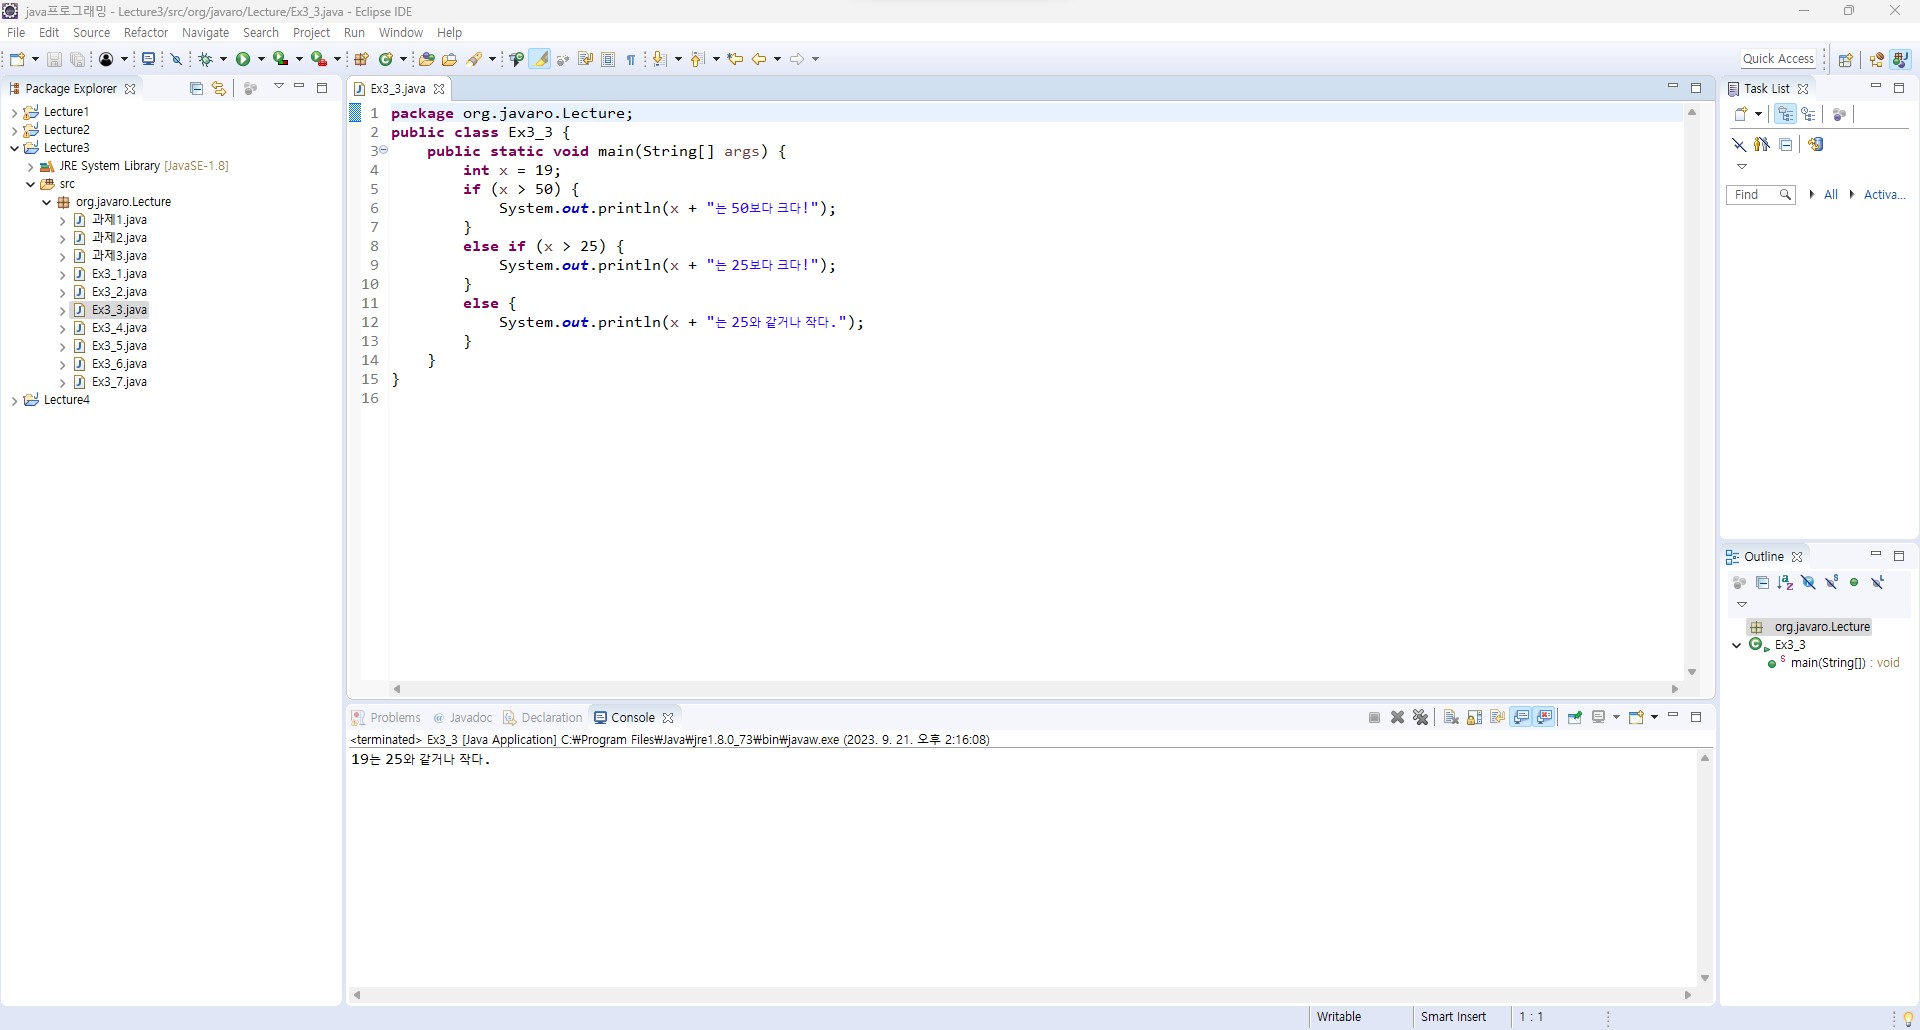 java프로그래밍 - Lecture3/src/org/javaro/Lecture/Ex3_3.java - Eclipse IDE
File Edit Source Refactor Navigate Search Project Run Window Help
Quick Access
Package Explorer
Lecture1
Lecture2
Lecture3
JRE System Library [JavaSE-1.8]
src
org.javaro.Lecture
과제1.java
과제2.java
과제3.java
Ex3_1.java
Ex3_2.java
Ex3_3.java
Ex3_4.java
Ex3_5.java
Ex3_6.java
Ex3_7.java
Lecture4
Ex3_3.java
1 package org.javaro.Lecture;
2 public class Ex3_3 {
3 public static void main(String[] args) {
4 int x = 19;
5 if (x > 50) {
6 System.out.println(x + "는 50보다 크다!");
7 }
8 else if (x > 25) {
9 System.out.println(x + "는 25보다 크다!");
10 }
11 else {
12 System.out.println(x + "는 25와 같거나 작다.");
13 }
14 }
15 }
16
Problems @ Javadoc Declaration Console
<terminated> Ex3_3 [Java Application] C:₩Program Files₩Java₩jre1.8.0_73₩bin₩javaw.exe (2023. 9. 21. 오후 2:16:08)
19는 25와 같거나 작다.
Task List
Find All Activa...
Outline
org.javaro.Lecture
Ex3_3
main(String[]) : void
Writable Smart Insert 1 : 1